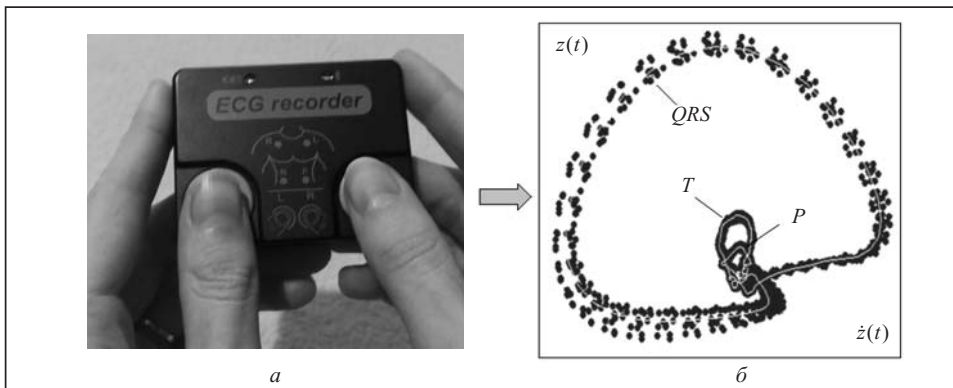 ECG recorder
R L
N F
L R
z(t)
QRS
T
P
ż(t)
а
б